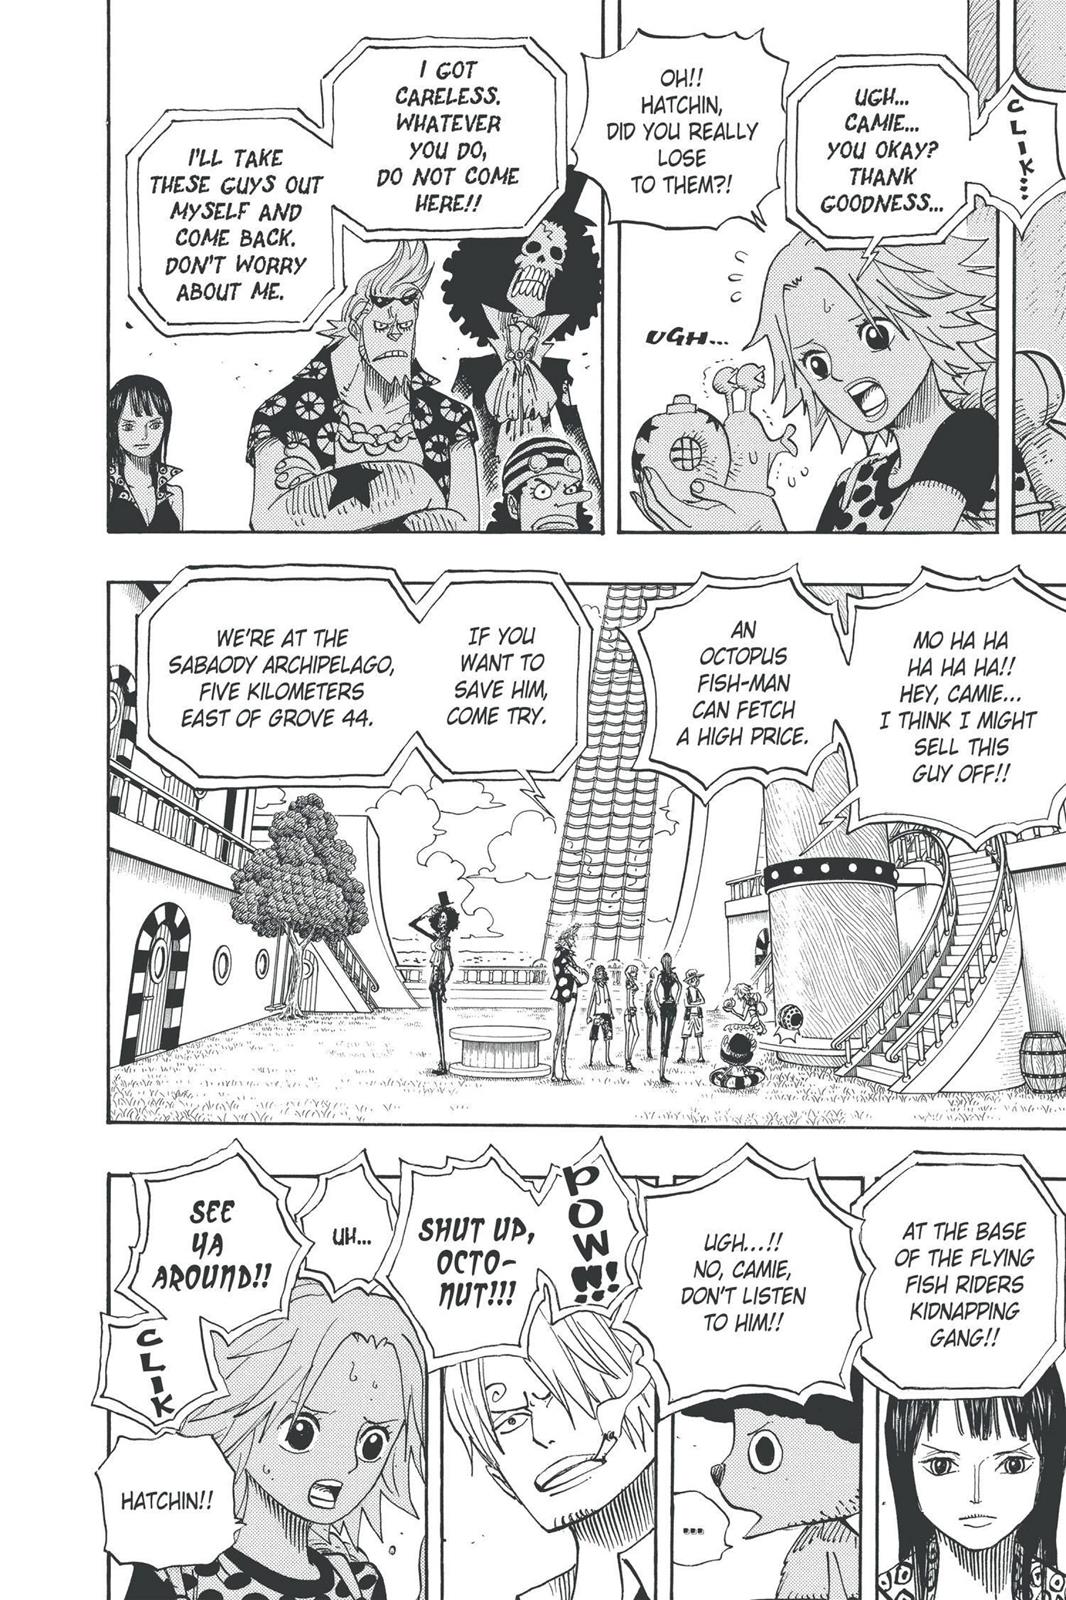 CLIK...
UGH...
CAMIE...
YOU OKAY?
THANK
GOODNESS...
OH!!
HATCHIN,
DID YOU REALLY
LOSE
TO THEM?!
UGH...
I GOT
CARELESS.
WHATEVER
YOU DO,
DO NOT COME
HERE!!
I'LL TAKE
THESE GUYS OUT
MYSELF AND
COME BACK.
DON'T WORRY
ABOUT ME.
MO HA HA
HA HA HA!!
HEY, CAMIE...
I THINK I MIGHT
SELL THIS
GUY OFF!!
AN
OCTOPUS
FISH-MAN
CAN FETCH
A HIGH PRICE.
IF YOU
WANT TO
SAVE HIM,
COME TRY.
WE'RE AT THE
SABAODY ARCHIPELAGO,
FIVE KILOMETERS
EAST OF GROVE 44.
AT THE BASE
OF THE FLYING
FISH RIDERS
KIDNAPPING
GANG!!
UGH...!!
NO, CAMIE,
DON'T LISTEN
TO HIM!!
...
POW!!!
SHUT UP,
OCTO-
NUT!!!
UH...
SEE
YA
AROUND!!
CLIK
HATCHIN!!